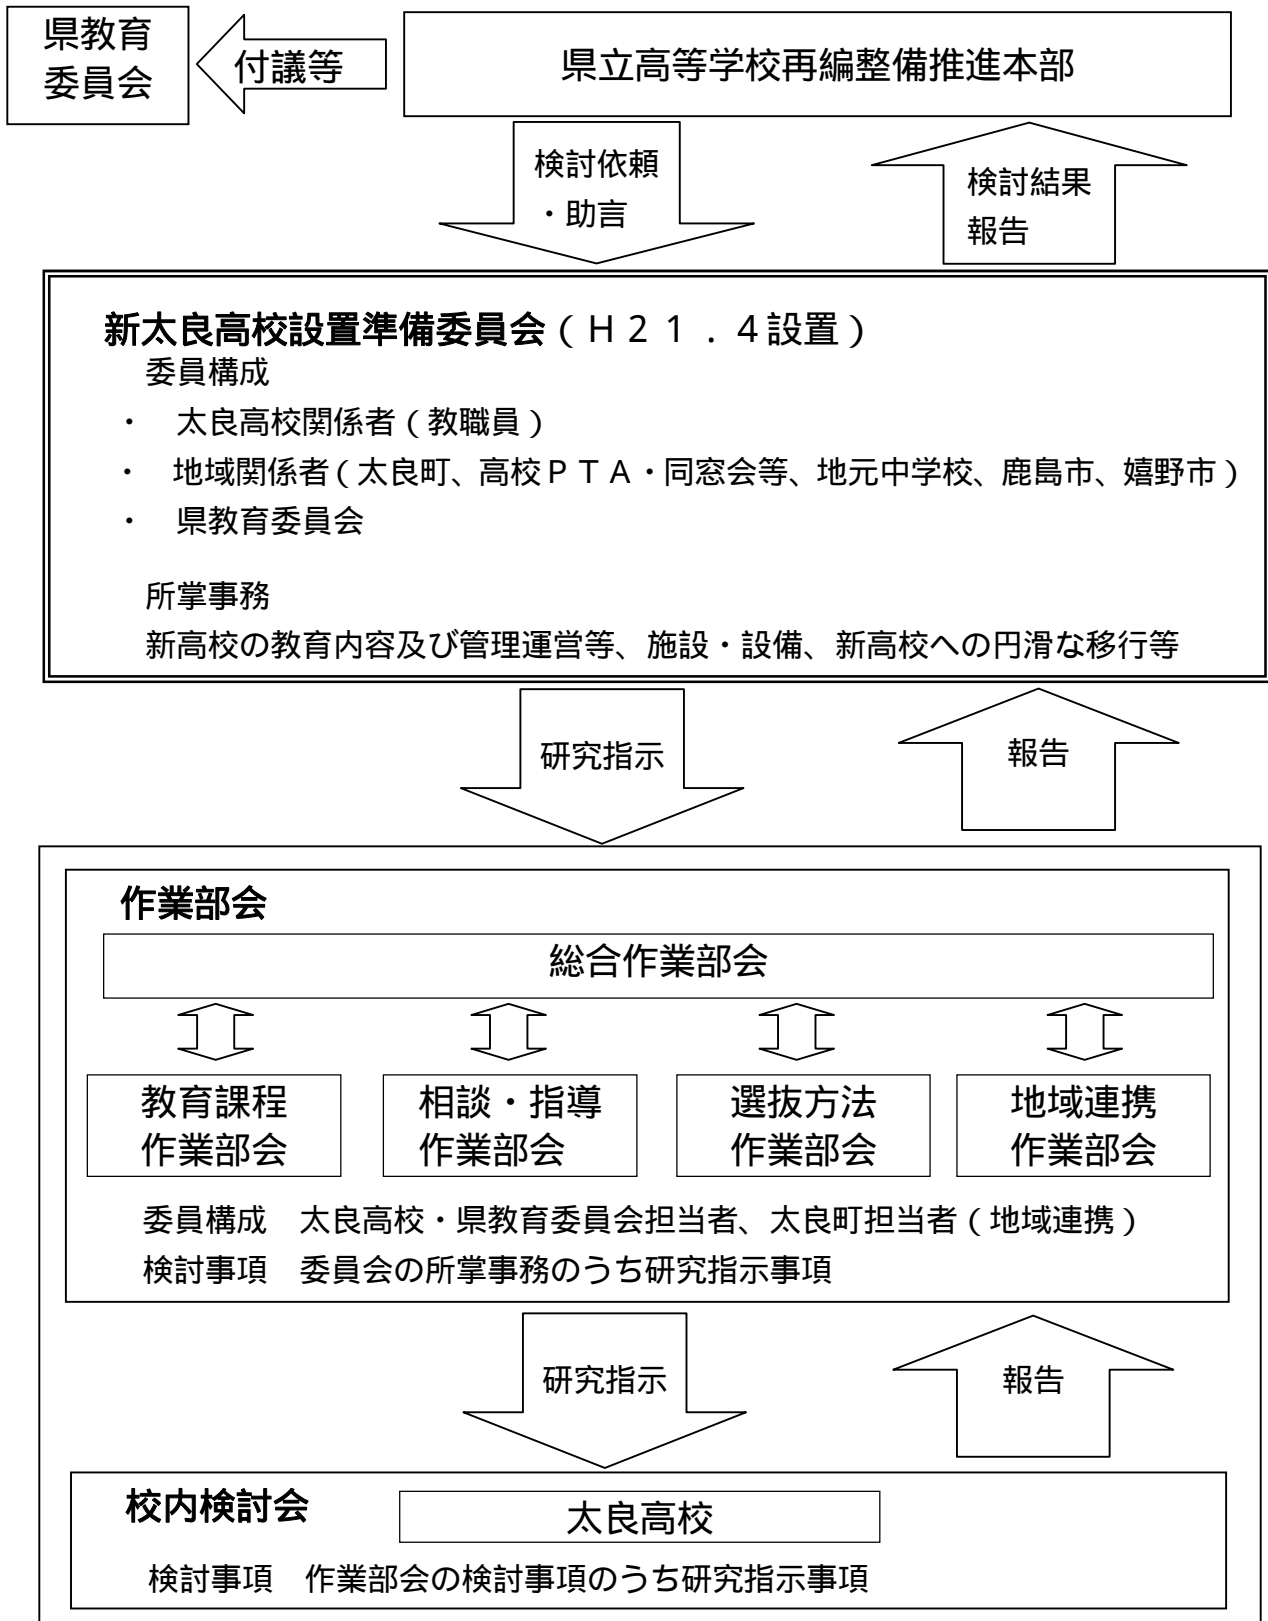 県教育
委員会
付議等
県立高等学校再編整備推進本部
検討依頼
・助言
検討結果
報告
新太良高校設置準備委員会（Ｈ２１．４設置）
委員構成
・　太良高校関係者（教職員）
・　地域関係者（太良町、高校ＰＴＡ・同窓会等、地元中学校、鹿島市、嬉野市）
・　県教育委員会
所掌事務
新高校の教育内容及び管理運営等、施設・設備、新高校への円滑な移行等
研究指示
報告
作業部会
総合作業部会
教育課程
作業部会
相談・指導
作業部会
選抜方法
作業部会
地域連携
作業部会
委員構成　太良高校・県教育委員会担当者、太良町担当者（地域連携）
検討事項　委員会の所掌事務のうち研究指示事項
研究指示
報告
校内検討会
太良高校
検討事項　作業部会の検討事項のうち研究指示事項